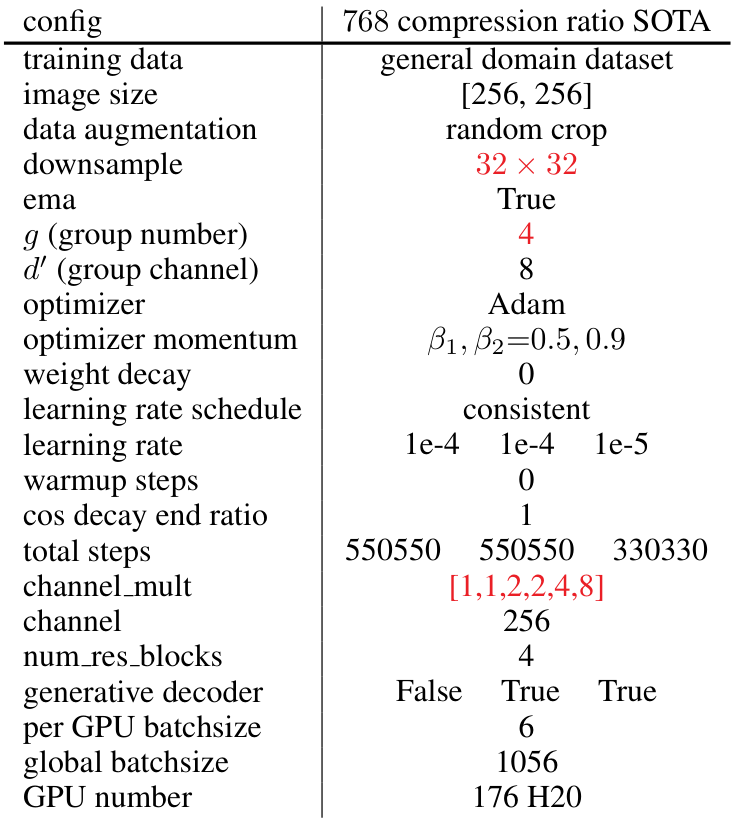 config 768 compression ratio SOTA
training data general domain dataset
image size [256, 256]
data augmentation random crop
downsample 32 × 32
ema True
g (group number) 4
d′ (group channel) 8
optimizer Adam
optimizer momentum β₁, β₂=0.5, 0.9
weight decay 0
learning rate schedule consistent
learning rate 1e-4 1e-4 1e-5
warmup steps 0
cos decay end ratio 1
total steps 550550 550550 330330
channel_mult [1,1,2,2,4,8]
channel 256
num_res_blocks 4
generative decoder False True True
per GPU batchsize 6
global batchsize 1056
GPU number 176 H20